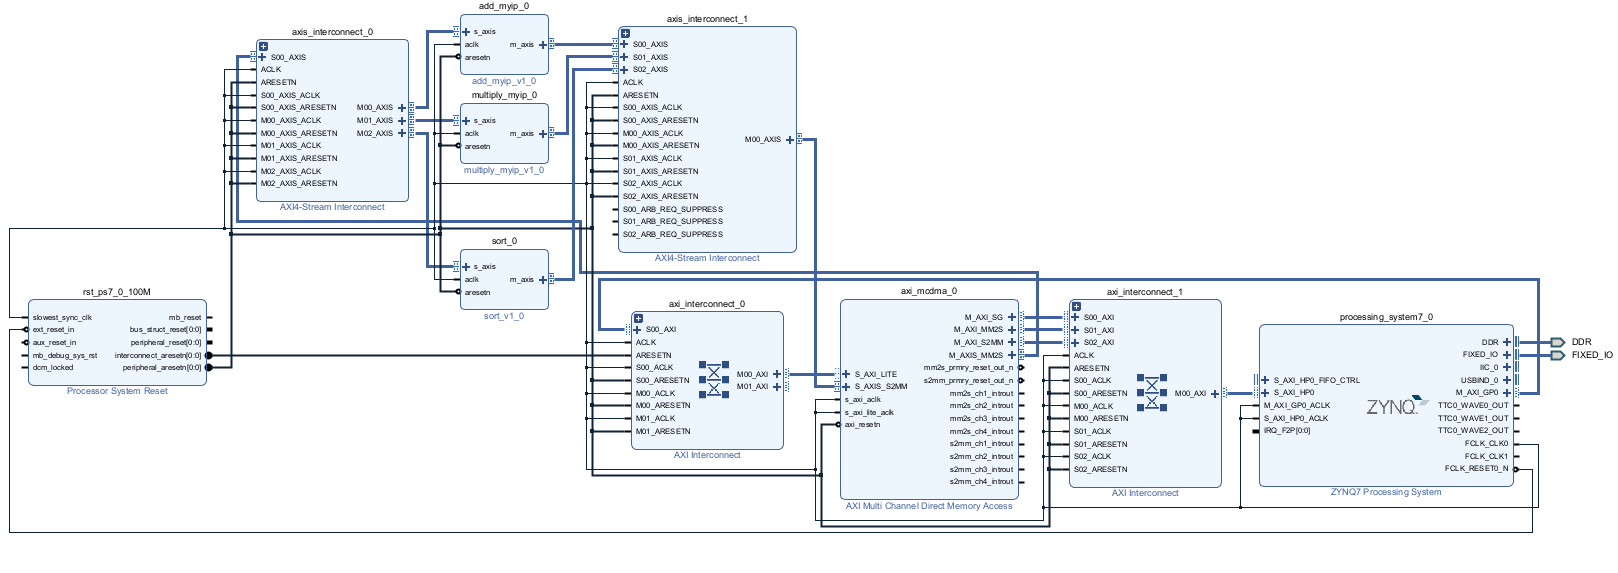 axis_interconnect_0
S00_AXIS
ACLK
ARESETN
S00_AXIS_ACLK
S00_AXIS_ARESETN
M00_AXIS_ACLK
M00_AXIS_ARESETN
M01_AXIS_ACLK
M01_AXIS_ARESETN
M02_AXIS_ACLK
M02_AXIS_ARESETN
M00_AXIS
M01_AXIS
M02_AXIS
AXI4-Stream Interconnect
add_myip_0
s_axis
aclk
aresetn
m_axis
add_myip_v1_0
multiply_myip_0
s_axis
aclk
aresetn
m_axis
multiply_myip_v1_0
sort_0
s_axis
aclk
aresetn
m_axis
sort_v1_0
axis_interconnect_1
S00_AXIS
S01_AXIS
S02_AXIS
ACLK
ARESETN
S00_AXIS_ACLK
S00_AXIS_ARESETN
M00_AXIS_ACLK
M00_AXIS_ARESETN
S01_AXIS_ACLK
S01_AXIS_ARESETN
S02_AXIS_ACLK
S02_AXIS_ARESETN
S00_ARB_REQ_SUPPRESS
S01_ARB_REQ_SUPPRESS
S02_ARB_REQ_SUPPRESS
M00_AXIS
AXI4-Stream Interconnect
rst_ps7_0_100M
slowest_sync_clk
ext_reset_in
aux_reset_in
mb_debug_sys_rst
dcm_locked
mb_reset
bus_struct_reset[0:0]
peripheral_reset[0:0]
interconnect_aresetn[0:0]
peripheral_aresetn[0:0]
Processor System Reset
axi_interconnect_0
S00_AXI
ACLK
ARESETN
S00_ACLK
S00_ARESETN
M00_ACLK
M00_ARESETN
M01_ACLK
M01_ARESETN
M00_AXI
M01_AXI
AXI Interconnect
axi_mcdma_0
S_AXI_LITE
S_AXIS_S2MM
s_axi_aclk
s_axi_lite_aclk
axi_resetn
M_AXI_SG
M_AXI_MM2S
M_AXI_S2MM
M_AXIS_MM2S
mm2s_prmry_reset_out_n
s2mm_prmry_reset_out_n
mm2s_ch1_introut
mm2s_ch2_introut
mm2s_ch3_introut
mm2s_ch4_introut
s2mm_ch1_introut
s2mm_ch2_introut
s2mm_ch3_introut
s2mm_ch4_introut
AXI Multi Channel Direct Memory Access
axi_interconnect_1
S00_AXI
S01_AXI
S02_AXI
ACLK
ARESETN
S00_ACLK
S00_ARESETN
M00_ACLK
M00_ARESETN
S01_ACLK
S01_ARESETN
S02_ACLK
S02_ARESETN
M00_AXI
AXI Interconnect
processing_system7_0
S_AXI_HP0_FIFO_CTRL
S_AXI_HP0
M_AXI_GP0_ACLK
S_AXI_HP0_ACLK
IRQ_F2P[0:0]
ZYNQ
DDR
FIXED_IO
IIC_0
USBIND_0
M_AXI_GP0
TTC0_WAVE0_OUT
TTC0_WAVE1_OUT
TTC0_WAVE2_OUT
FCLK_CLK0
FCLK_CLK1
FCLK_RESET0_N
ZYNQ7 Processing System
DDR
FIXED_IO